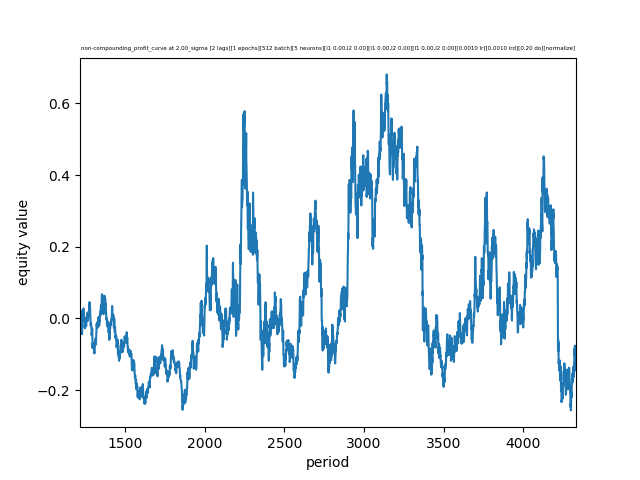 non-compounding_profit_curve at 2.00_sigma [2 lags][1 epochs][512 batch][5 neurons][l1 0.00,l2 0.00][l1 0.00,l2 0.00][l1 0.00,l2 0.00][0.0010 lr][0.0010 lrd][0.20 do][normalize]
0.6
0.4
0.2
0.0
−0.2
equity value
1500 2000 2500 3000 3500 4000
period